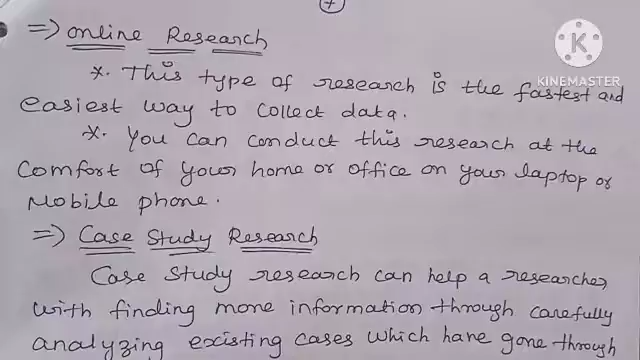 7
⇒) Online Research
KINEMASTER
*. This type of research is the fastest and
easiest way to collect data.
*. You can conduct this research at the
comfort of your home or office on your laptop or
Mobile phone.
⇒) Case Study Research
Case Study research can help a researcher
with finding more information through carefully
analyzing existing cases which have gone through